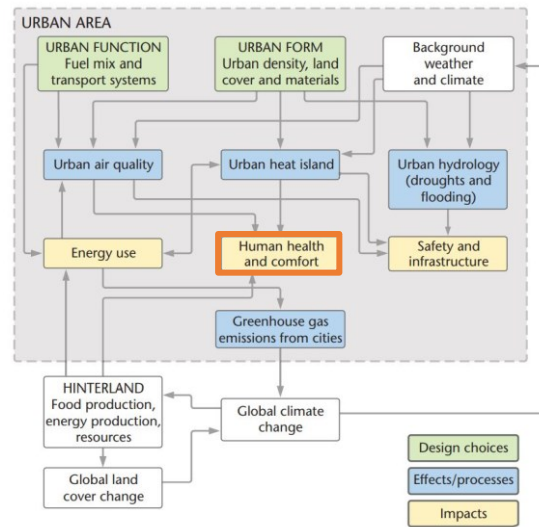 URBAN AREA
URBAN FUNCTION
Fuel mix and
transport systems
URBAN FORM
Urban density, land
cover and materials
Background
weather
and climate
Urban air quality
Urban heat island
Urban hydrology
(droughts and
flooding)
Energy use
Human health
and comfort
Safety and
infrastructure
Greenhouse gas
emissions from cities
HINTERLAND
Food production,
energy production,
resources
Global climate
change
Global land
cover change
Design choices
Effects/processes
Impacts